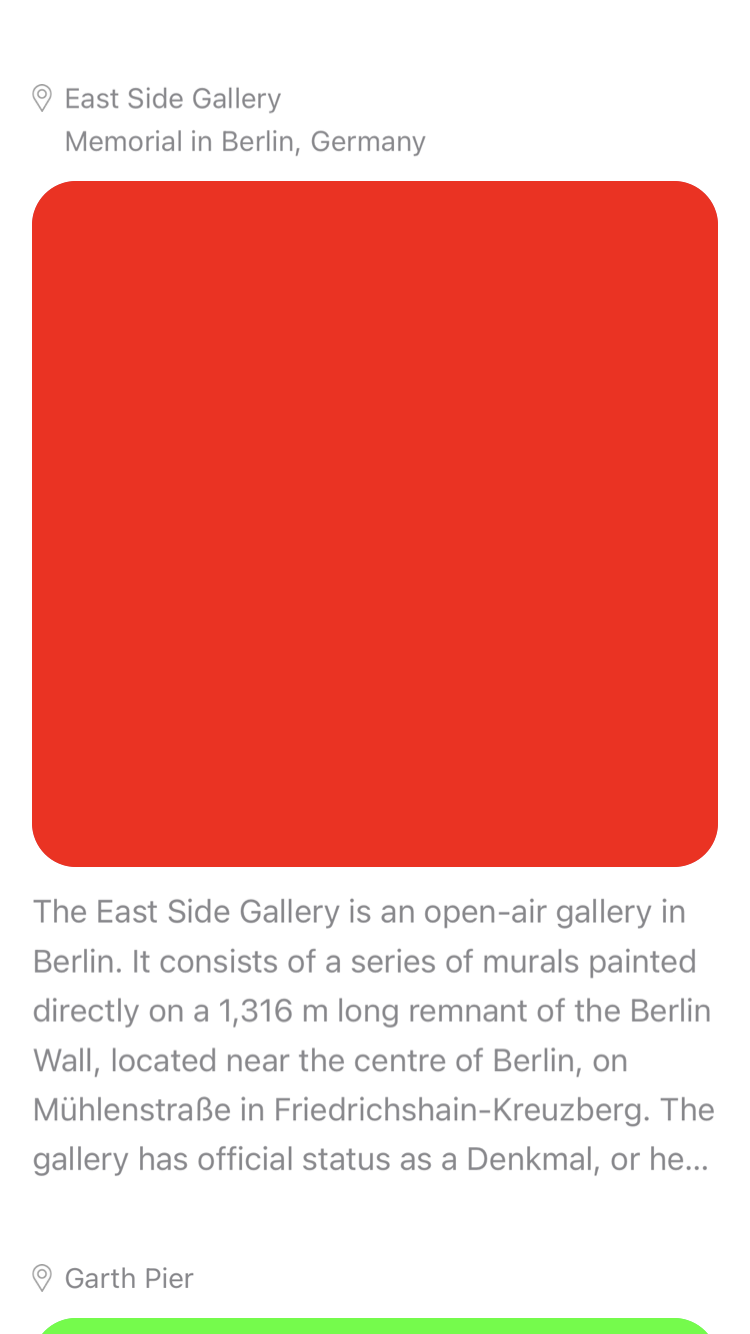 East Side Gallery
Memorial in Berlin, Germany
The East Side Gallery is an open-air gallery in
Berlin. It consists of a series of murals painted
directly on a 1,316 m long remnant of the Berlin
Wall, located near the centre of Berlin, on
Mühlenstraße in Friedrichshain-Kreuzberg. The
gallery has official status as a Denkmal, or he...
Garth Pier